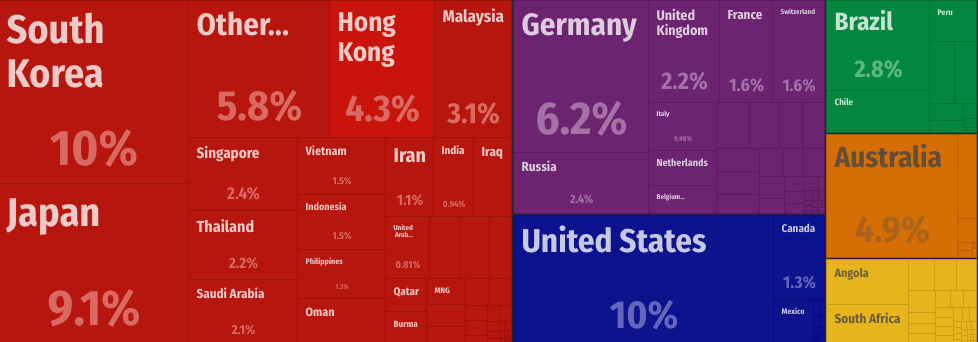 South
Korea
10%
Japan
9.1%
Other...
5.8%
Hong
Kong
4.3%
Malaysia
3.1%
Singapore
2.4%
Thailand
2.2%
Saudi Arabia
2.1%
Vietnam
1.5%
Indonesia
1.5%
Philippines
1.3%
Oman
Iran
1.1%
India
0.94%
Iraq
United
Arab...
0.81%
Qatar
Burma
MNG
Germany
6.2%
Russia
2.4%
United
Kingdom
2.2%
France
1.6%
Switzerland
1.6%
Italy
0.98%
Netherlands
Belgium...
United States
10%
Canada
1.3%
Mexico
Brazil
2.8%
Chile
Peru
Australia
4.9%
Angola
South Africa